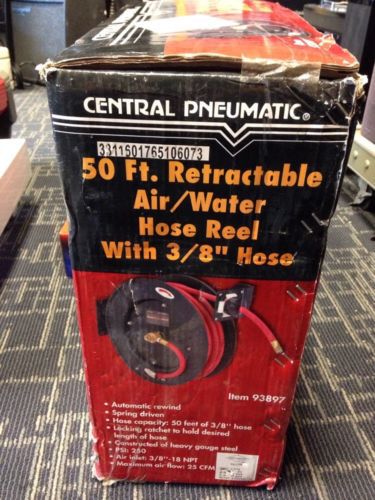 CENTRAL PNEUMATIC®
3311601765106073
50 Ft. Retractable
Air/Water
Hose Reel
With 3/8" Hose
Item 93897
• Automatic rewind
• Spring driven
• Hose capacity: 50 feet of 3/8" hose
• Locking ratchet to hold desired
length of hose
• Constructed of heavy gauge steel
• PSI: 250
• Air inlet: 3/8"-18 NPT
• Maximum air flow: 25 CFM